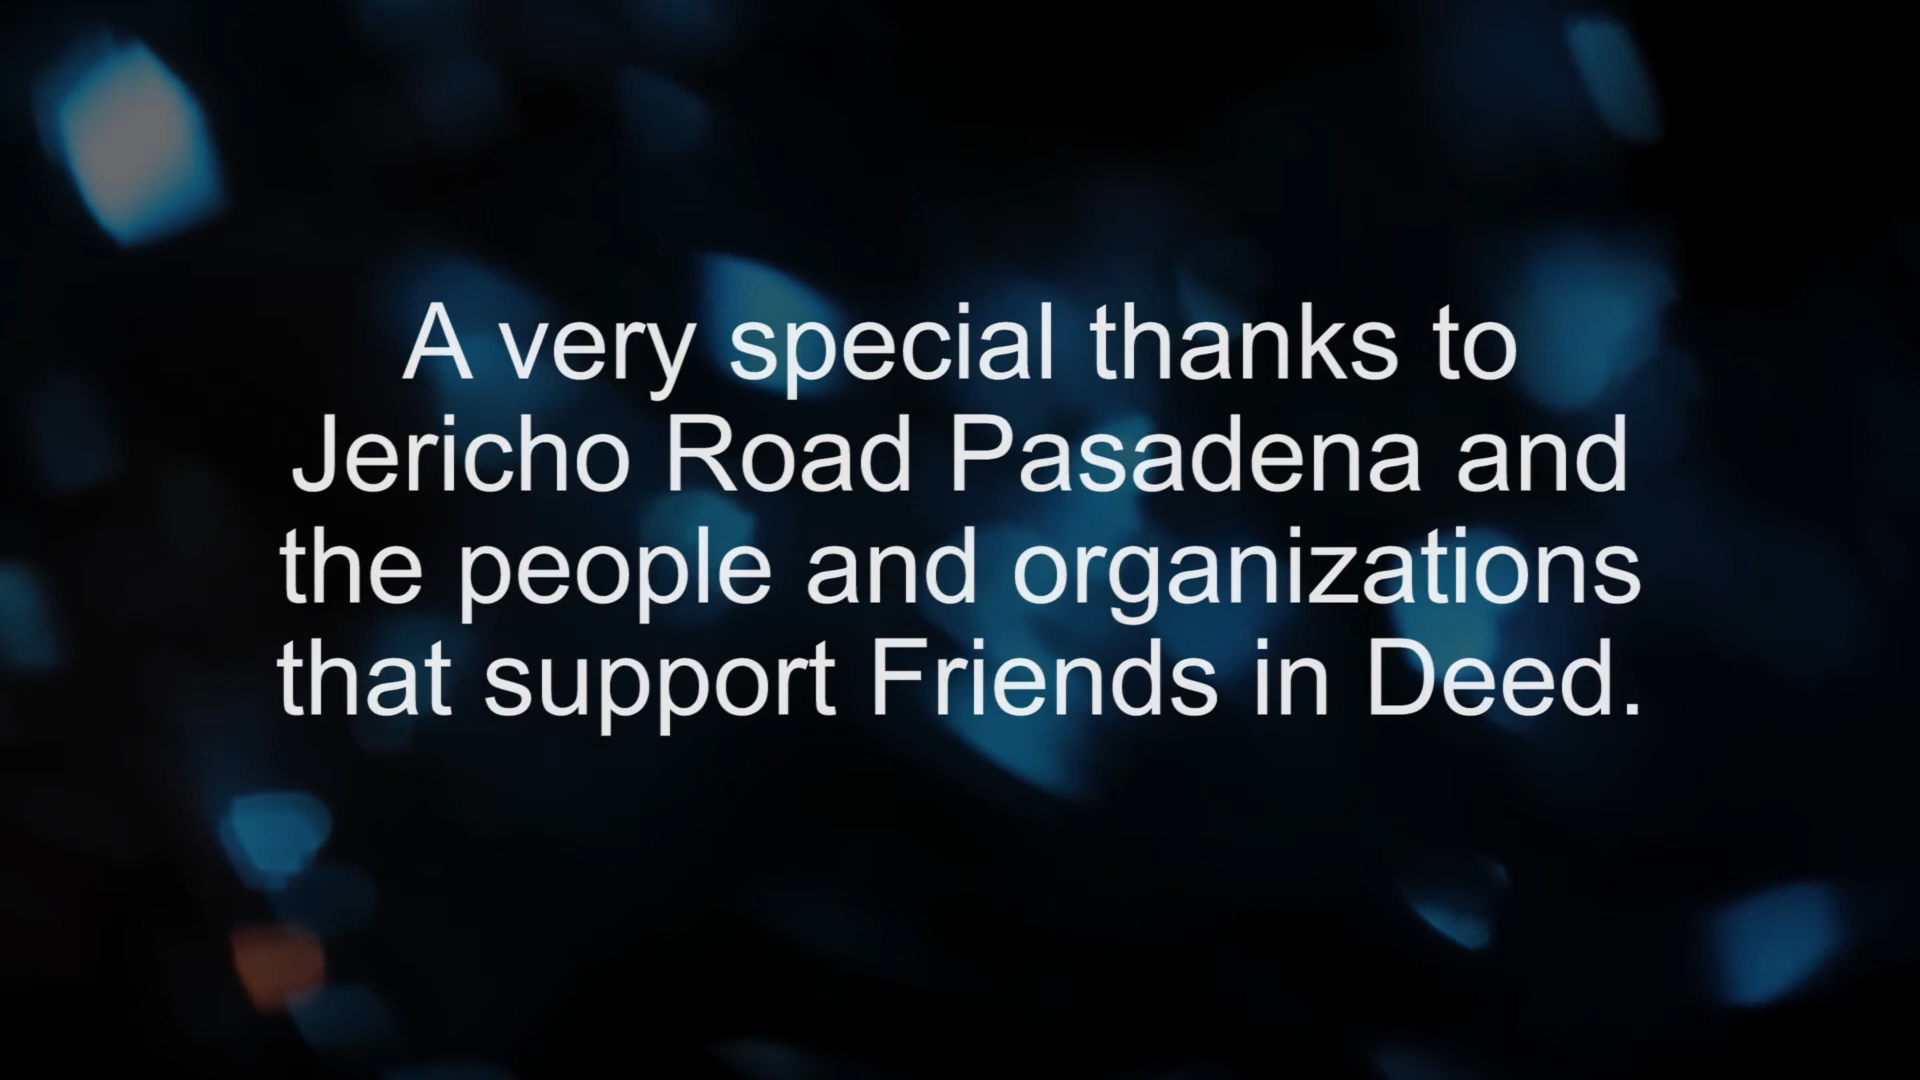 A very special thanks to
Jericho Road Pasadena and
the people and organizations
that support Friends in Deed.